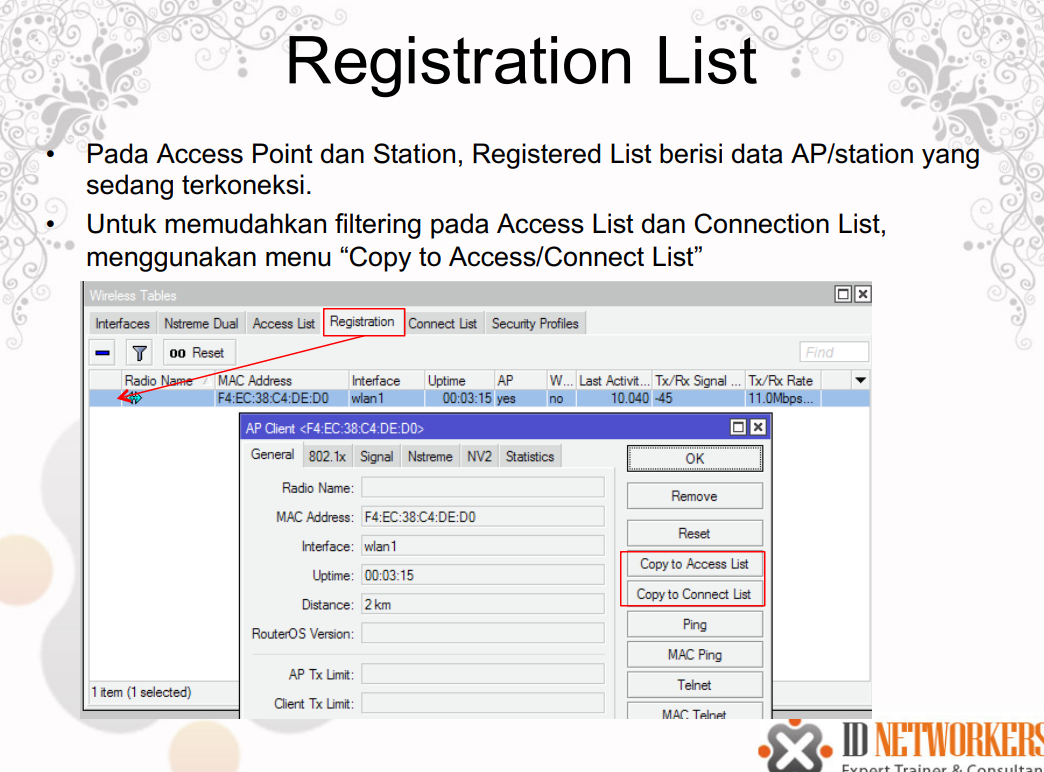 Registration List
• Pada Access Point dan Station, Registered List berisi data AP/station yang
sedang terkoneksi.
• Untuk memudahkan filtering pada Access List dan Connection List,
menggunakan menu “Copy to Access/Connect List”
Wireless Tables
Interfaces Nstreme Dual Access List Registration Connect List Security Profiles
00 Reset
Find
Radio Name MAC Address Interface Uptime AP W... Last Activit... Tx/Rx Signal ... Tx/Rx Rate
F4:EC:38:C4:DE:D0 wlan1 00:03:15 yes no 10.040 -45 11.0Mbps...
AP Client <F4:EC:38:C4:DE:D0>
General 802.1x Signal Nstreme NV2 Statistics
OK
Radio Name:
Remove
MAC Address: F4:EC:38:C4:DE:D0
Reset
Interface: wlan1
Copy to Access List
Uptime: 00:03:15
Copy to Connect List
Distance: 2 km
Ping
RouterOS Version:
MAC Ping
AP Tx Limit:
Telnet
1 item (1 selected)
Client Tx Limit:
MAC Telnet
ID NETWORKERS
Expert Trainer & Consultan